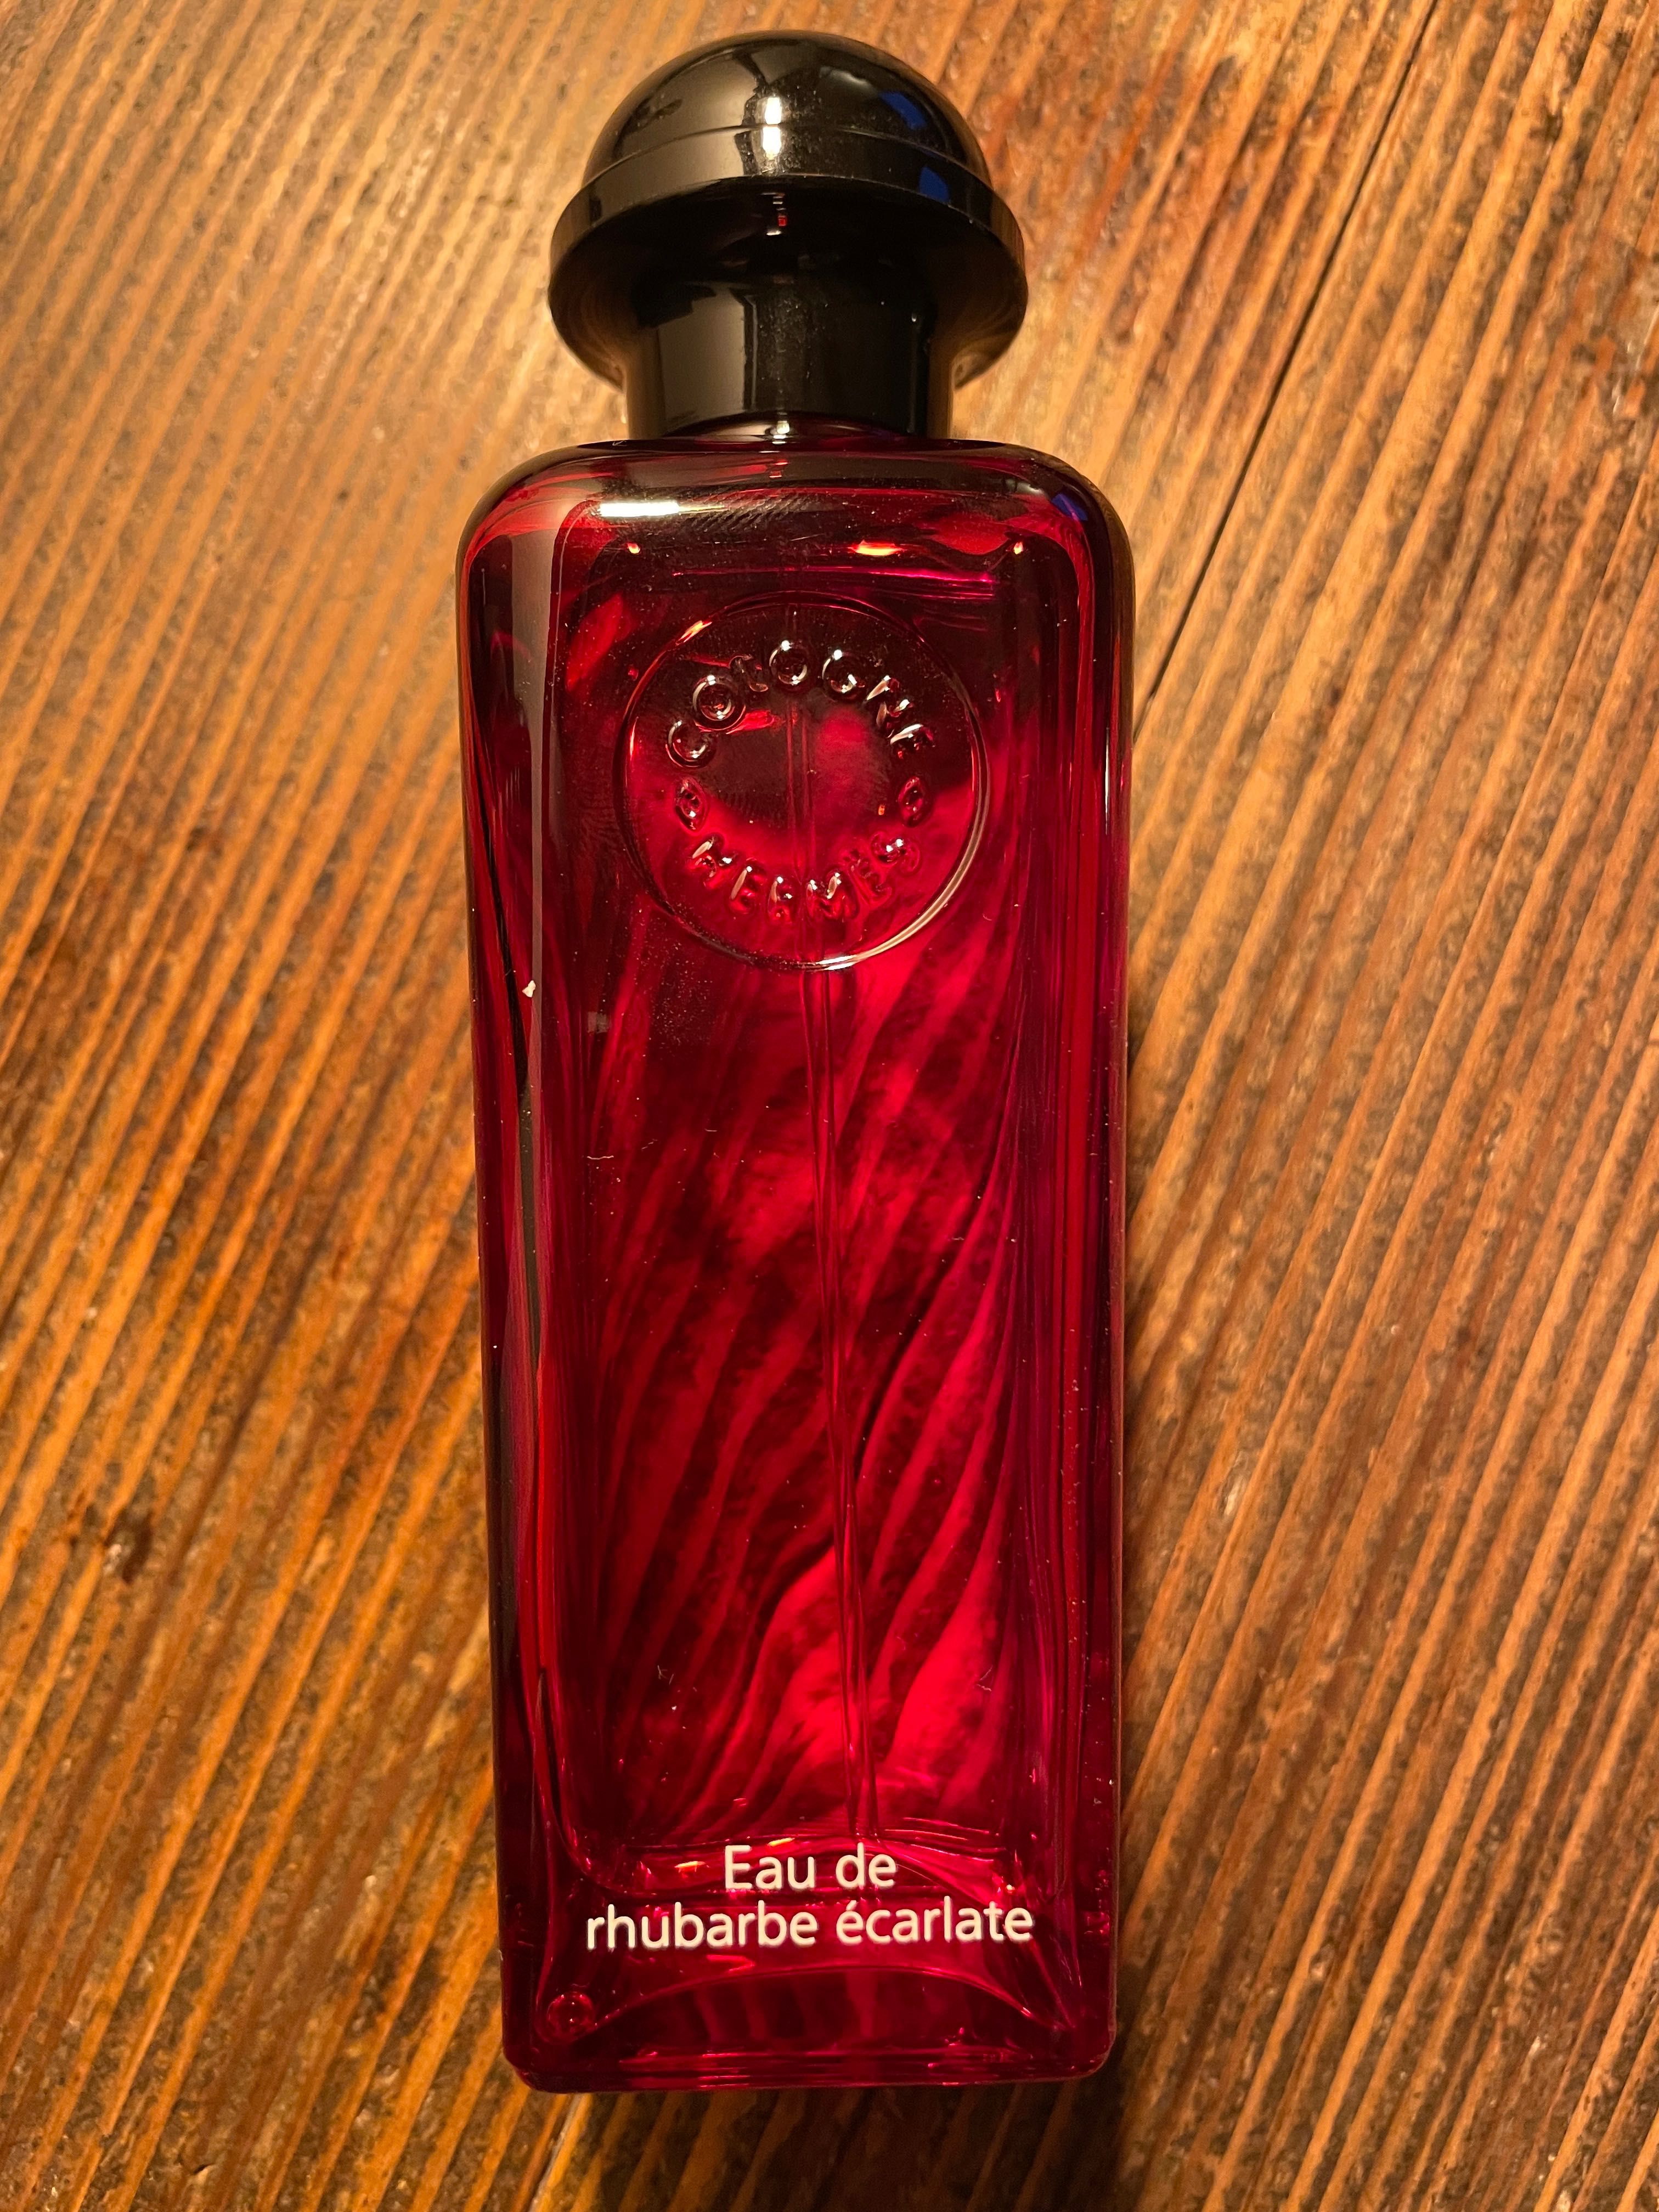 COLOGNE
HERMÈS
Eau de
rhubarbe écarlate